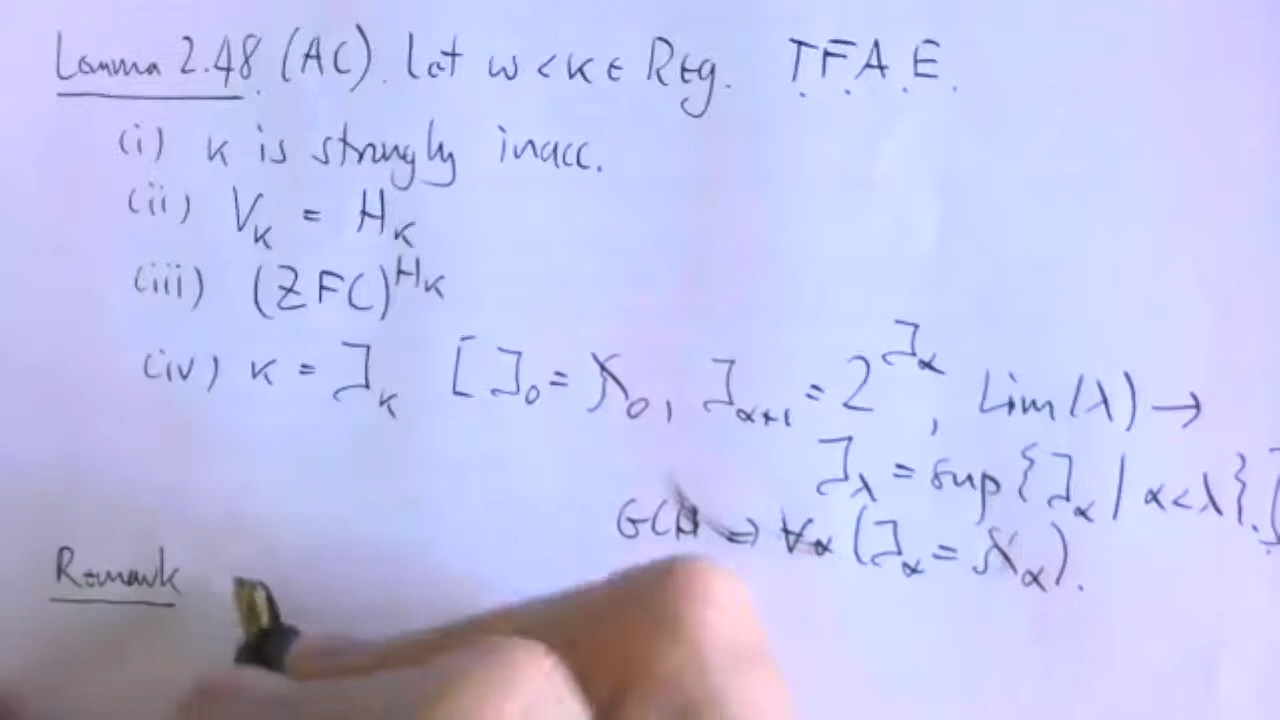 Lemma 2.48 (AC). Let ω < κ ∈ Reg. T.F.A.E.
(i) κ is strongly inacc.
(ii) V_κ = H_κ
(iii) (ZFC)^{H_κ}
(iv) κ = ℶ_κ [ℶ_0 = ℵ_0, ℶ_{α+1} = 2^{ℶ_α}, Lim(λ) →
ℶ_λ = sup{ℶ_α | α<λ}.]
GCH ⇒ ∀α (ℶ_α = ℵ_α).
Remark